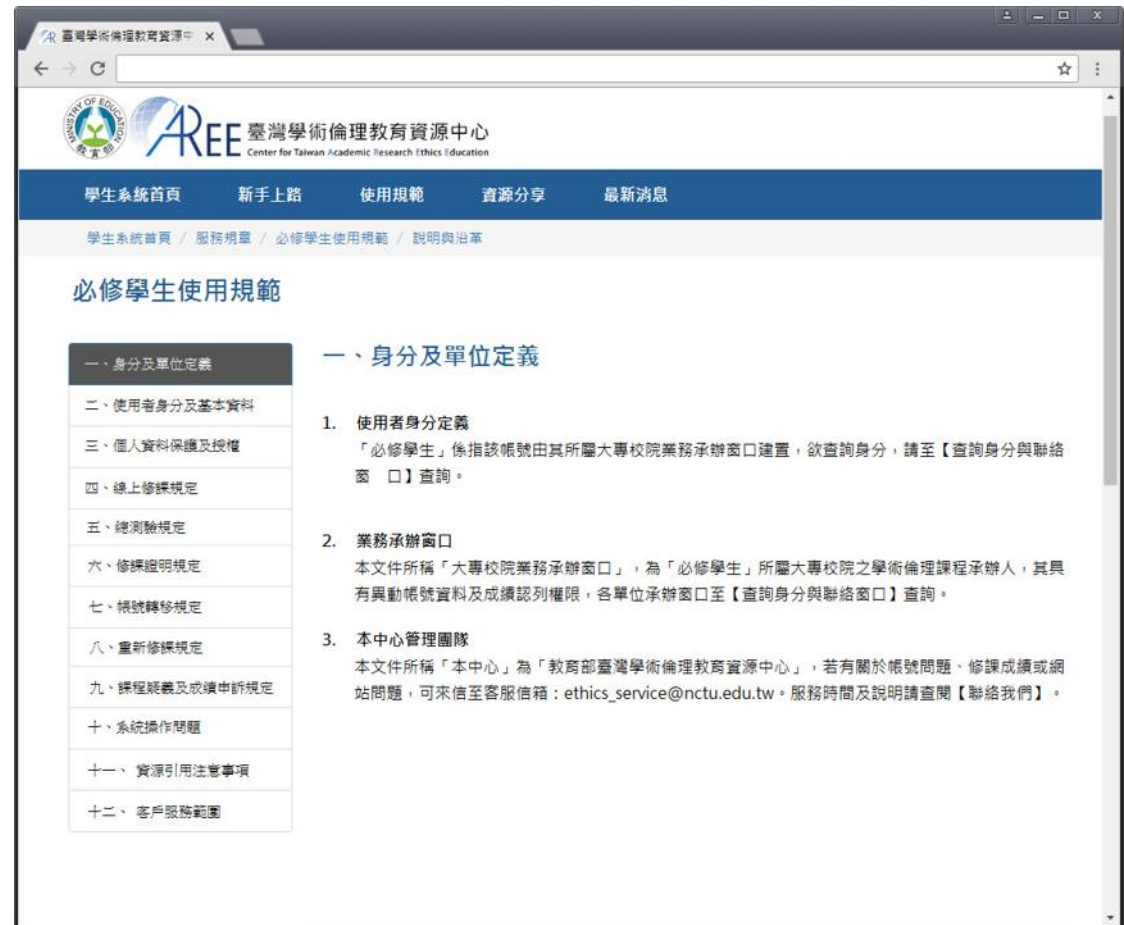 臺灣學術倫理教育資源中
MINISTRY OF EDUCATION
教育部
AREE 臺灣學術倫理教育資源中心
Center for Taiwan Academic Research Ethics Education
學生系統首頁 新手上路 使用規範 資源分享 最新消息
學生系統首頁 / 服務規章 / 必修學生使用規範 / 說明與沿革
必修學生使用規範
一、身分及單位定義
二、使用者身分及基本資料
三、個人資料保護及授權
四、線上修課規定
五、總測驗規定
六、修課證明規定
七、帳號轉移規定
八、重新修課規定
九、課程疑義及成績申訴規定
十、系統操作問題
十一、 資源引用注意事項
十二、 客戶服務範圍
一、身分及單位定義
1. 使用者身分定義
「必修學生」係指該帳號由其所屬大專校院業務承辦窗口建置，欲查詢身分，請至【查詢身分與聯絡
窗 口】查詢。
2. 業務承辦窗口
本文件所稱「大專校院業務承辦窗口」，為「必修學生」所屬大專校院之學術倫理課程承辦人，其具
有異動帳號資料及成績認列權限，各單位承辦窗口至【查詢身分與聯絡窗口】查詢。
3. 本中心管理團隊
本文件所稱「本中心」為「教育部臺灣學術倫理教育資源中心」，若有關於帳號問題、修課成績或網
站問題，可來信至客服信箱：ethics_service@nctu.edu.tw。服務時間及說明請查閱【聯絡我們】。